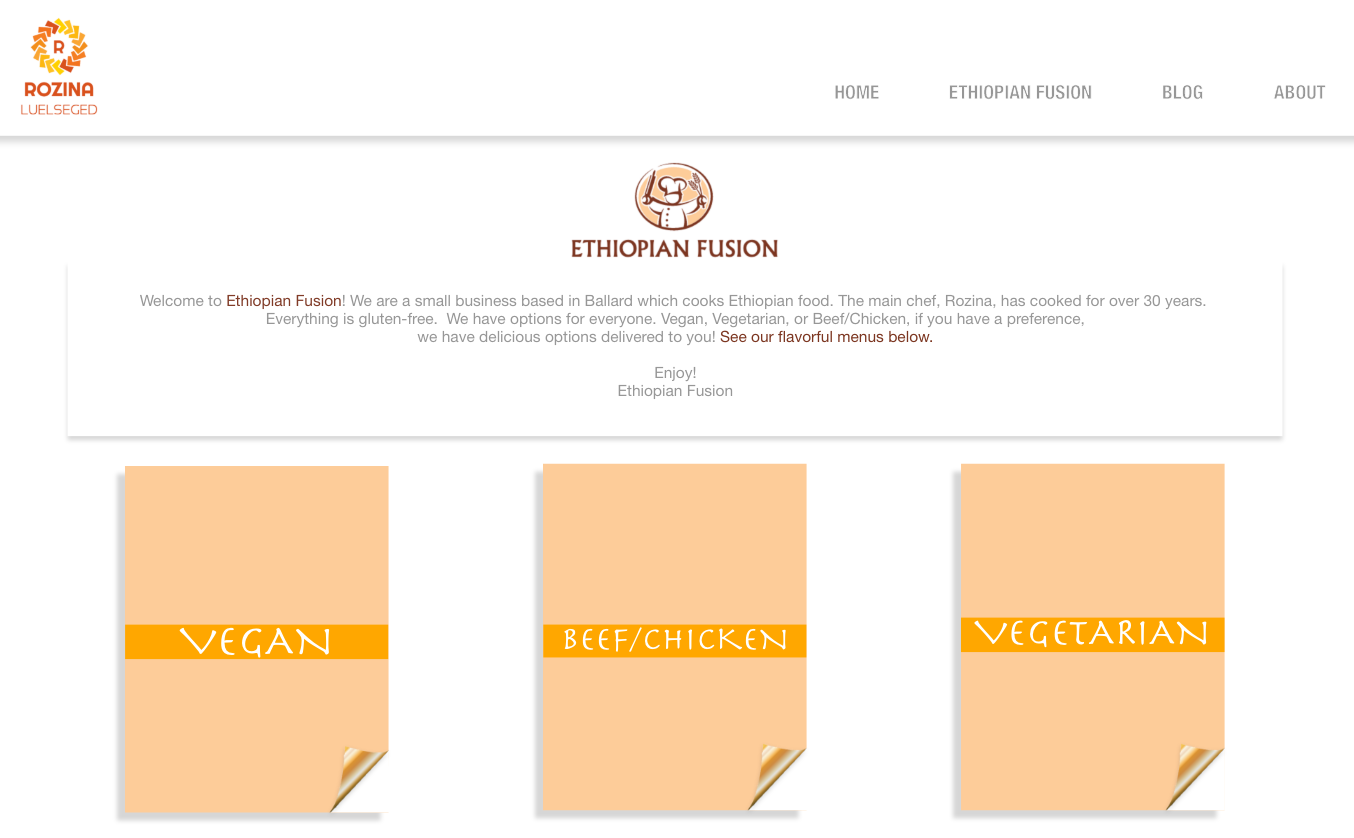 R
ROZINA
LUELSEGED
HOME ETHIOPIAN FUSION BLOG ABOUT
ETHIOPIAN FUSION
Welcome to Ethiopian Fusion! We are a small business based in Ballard which cooks Ethiopian food. The main chef, Rozina, has cooked for over 30 years.
Everything is gluten-free.  We have options for everyone. Vegan, Vegetarian, or Beef/Chicken, if you have a preference,
we have delicious options delivered to you! See our flavorful menus below.
Enjoy!
Ethiopian Fusion
VEGAN
BEEF/CHICKEN
VEGETARIAN